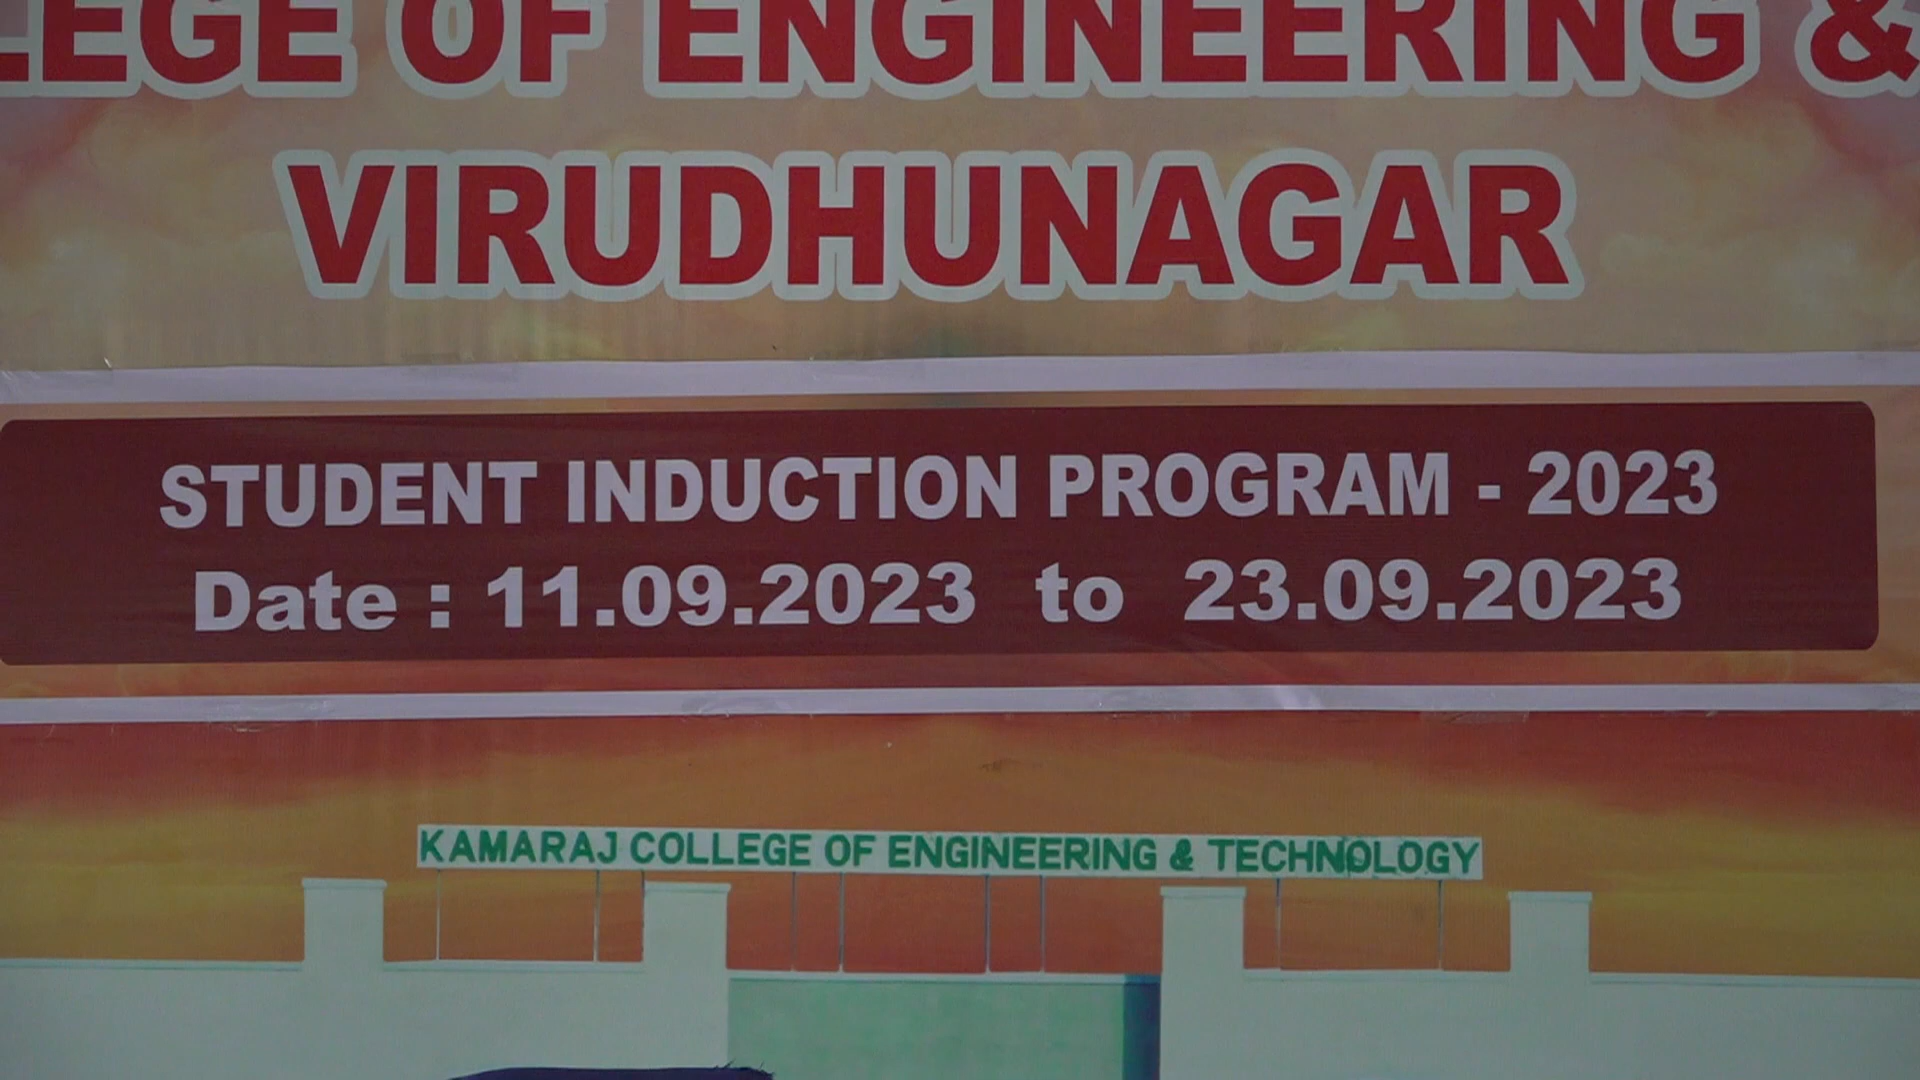 LEGE OF ENGINEERING &
VIRUDHUNAGAR
STUDENT INDUCTION PROGRAM - 2023
Date : 11.09.2023 to 23.09.2023
KAMARAJ COLLEGE OF ENGINEERING & TECHNOLOGY